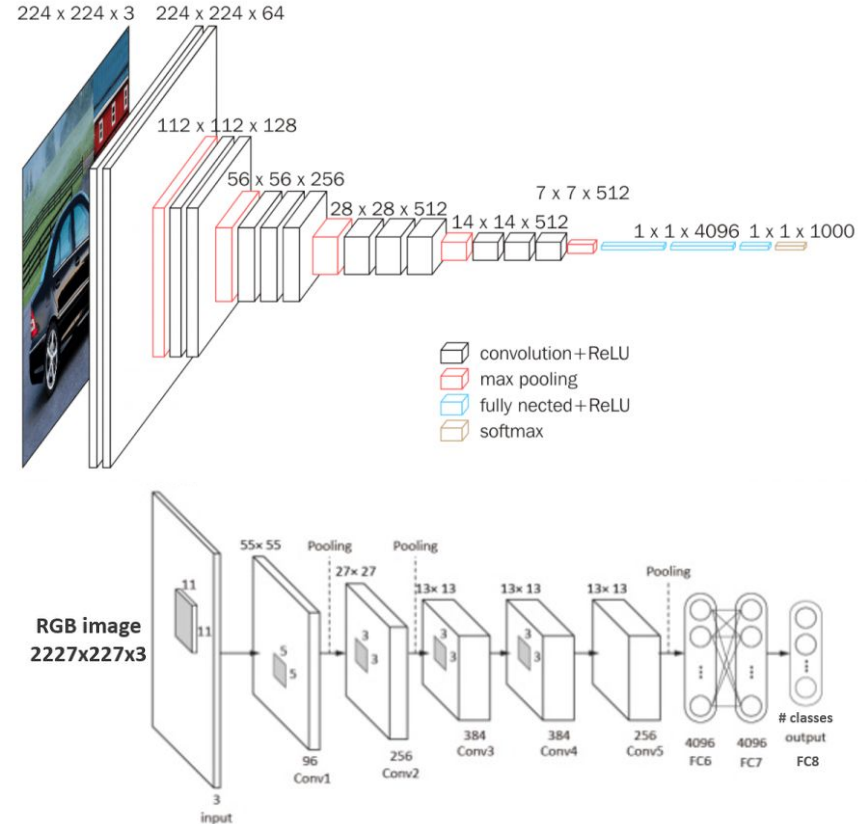 224 x 224 x 3
224 x 224 x 64
112 x 112 x 128
56 x 56 x 256
28 x 28 x 512
14 x 14 x 512
7 x 7 x 512
1 x 1 x 4096
1 x 1 x 1000
convolution+ReLU
max pooling
fully nected+ReLU
softmax
RGB image
2227x227x3
11
11
3
input
55× 55
5
5
96
Conv1
Pooling
27× 27
3
3
256
Conv2
Pooling
13× 13
3
3
384
Conv3
13× 13
3
3
384
Conv4
13× 13
256
Conv5
Pooling
4096
FC6
4096
FC7
# classes
output
FC8